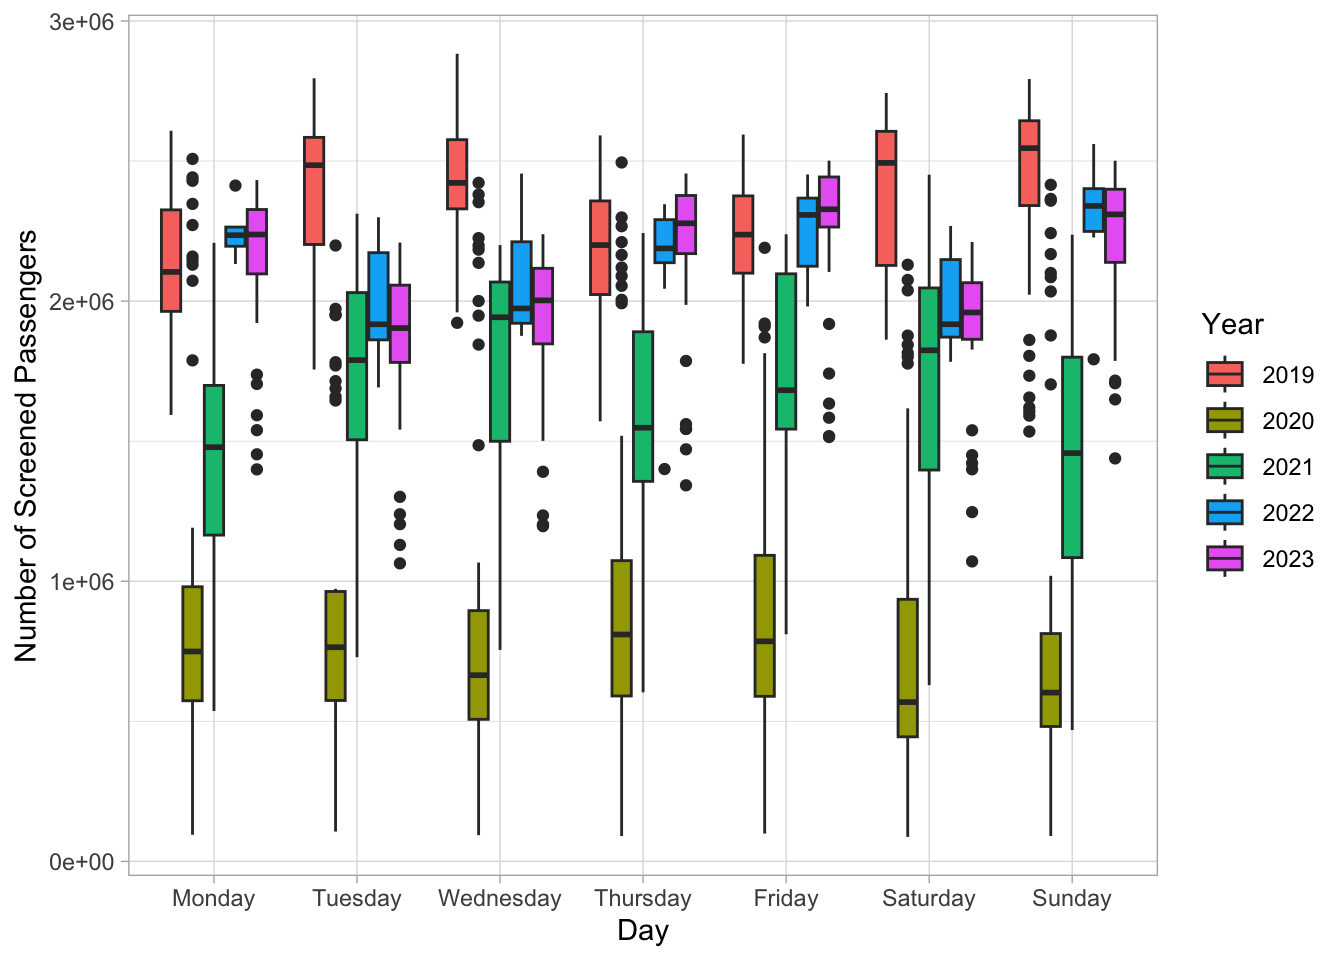 Number of Screened Passengers
3e+06
2e+06
1e+06
0e+00
Monday Tuesday Wednesday Thursday Friday Saturday Sunday
Day
Year
2019
2020
2021
2022
2023